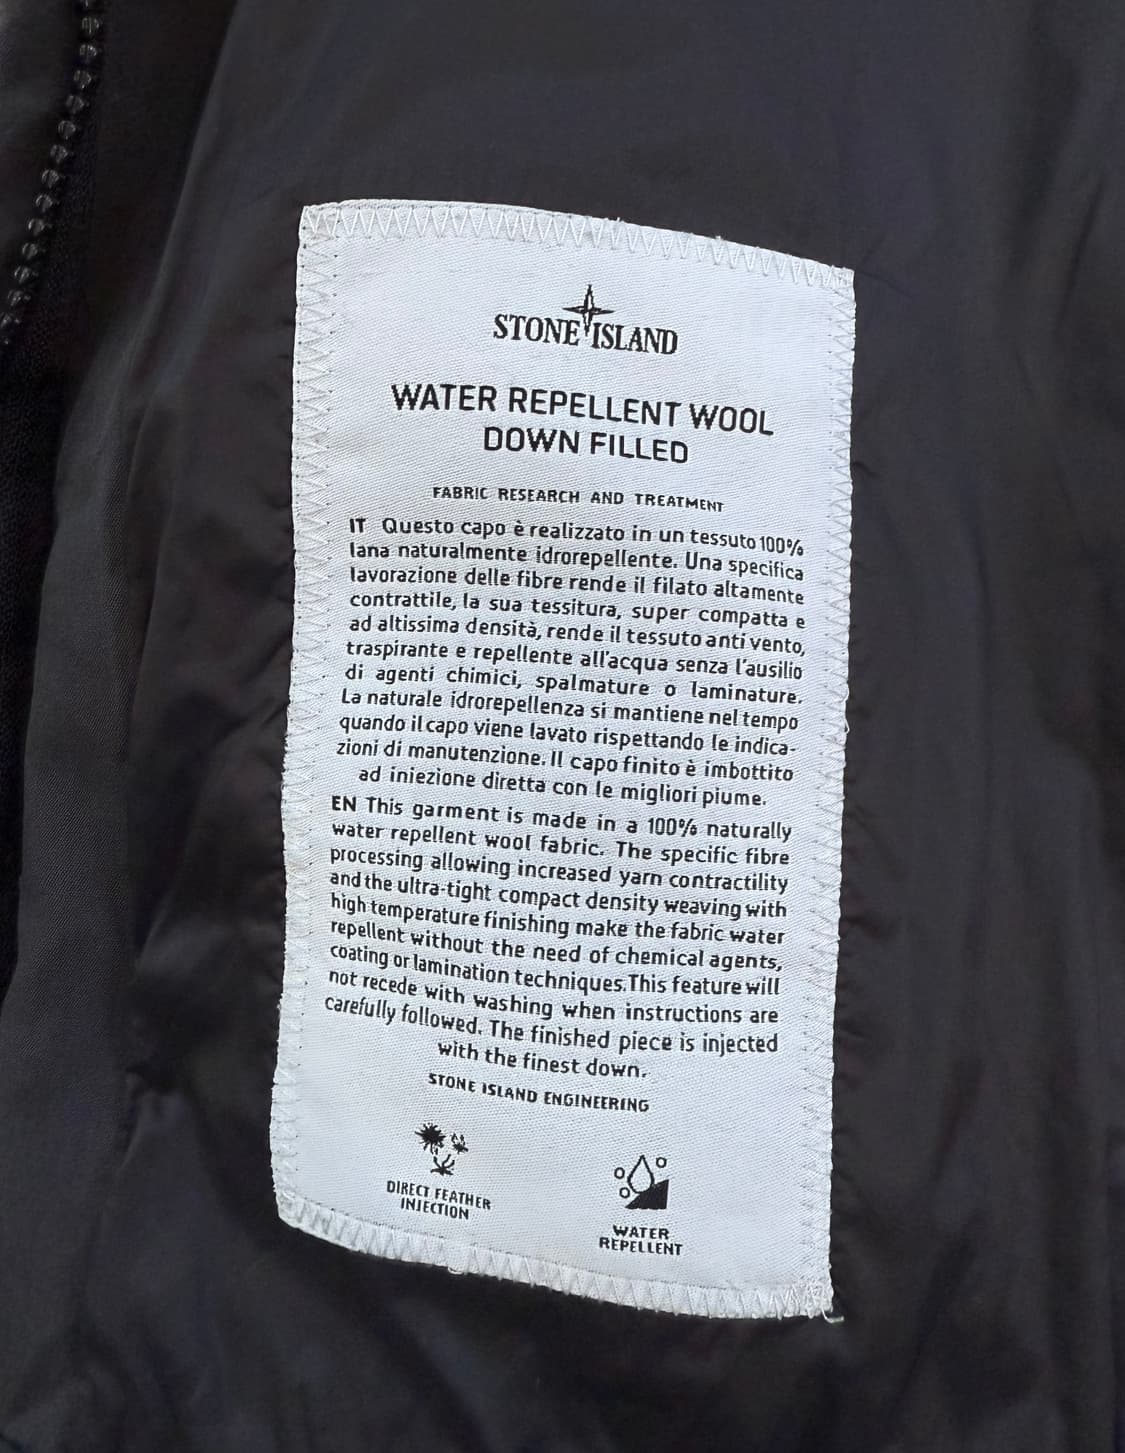 STONE ISLAND
WATER REPELLENT WOOL
DOWN FILLED
FABRIC RESEARCH AND TREATMENT
IT Questo capo è realizzato in un tessuto 100%
lana naturalmente idrorepellente. Una specifica
lavorazione delle fibre rende il filato altamente
contrattile, la sua tessitura, super compatta e
ad altissima densità, rende il tessuto anti vento,
traspirante e repellente all'acqua senza l'ausilio
di agenti chimici, spalmature o laminature.
La naturale idrorepellenza si mantiene nel tempo
quando il capo viene lavato rispettando le indica-
zioni di manutenzione. Il capo finito è imbottito
ad iniezione diretta con le migliori piume.
EN This garment is made in a 100% naturally
water repellent wool fabric. The specific fibre
processing allowing increased yarn contractility
and the ultra-tight compact density weaving with
high temperature finishing make the fabric water
repellent without the need of chemical agents,
coating or lamination techniques. This feature will
not recede with washing when instructions are
carefully followed. The finished piece is injected
with the finest down.
STONE ISLAND ENGINEERING
DIRECT FEATHER
INJECTION
WATER
REPELLENT